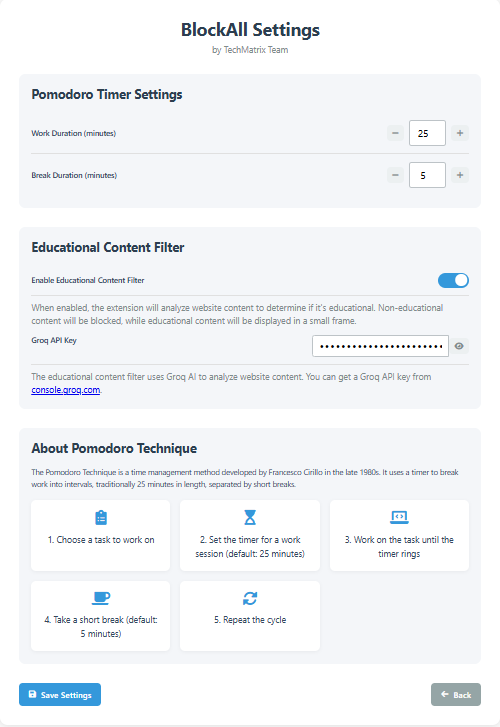 BlockAll Settings
by TechMatrix Team
Pomodoro Timer Settings
Work Duration (minutes)
− 25 +
Break Duration (minutes)
− 5 +
Educational Content Filter
Enable Educational Content Filter
When enabled, the extension will analyze website content to determine if it's educational. Non-educational
content will be blocked, while educational content will be displayed in a small frame.
Groq API Key
••••••••••••••••••••••
The educational content filter uses Groq AI to analyze website content. You can get a Groq API key from
console.groq.com.
About Pomodoro Technique
The Pomodoro Technique is a time management method developed by Francesco Cirillo in the late 1980s. It uses a timer to break
work into intervals, traditionally 25 minutes in length, separated by short breaks.
1. Choose a task to work on
2. Set the timer for a work
session (default: 25 minutes)
3. Work on the task until the
timer rings
4. Take a short break (default:
5 minutes)
5. Repeat the cycle
Save Settings
Back